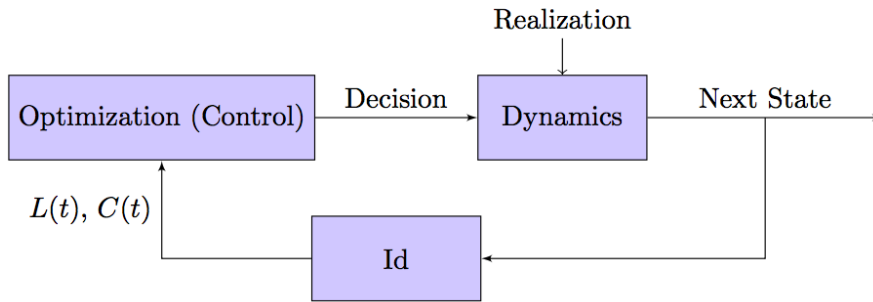 Realization
Optimization (Control)
Decision
Dynamics
Next State
L(t), C(t)
Id